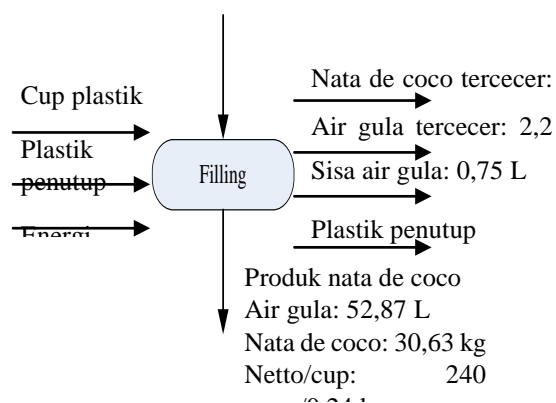 Cup plastik
Plastik
penutup
Energi
Filling
Nata de coco tercecer:
Air gula tercecer: 2,2
Sisa air gula: 0,75 L
Plastik penutup
Produk nata de coco
Air gula: 52,87 L
Nata de coco: 30,63 kg
Netto/cup: 240